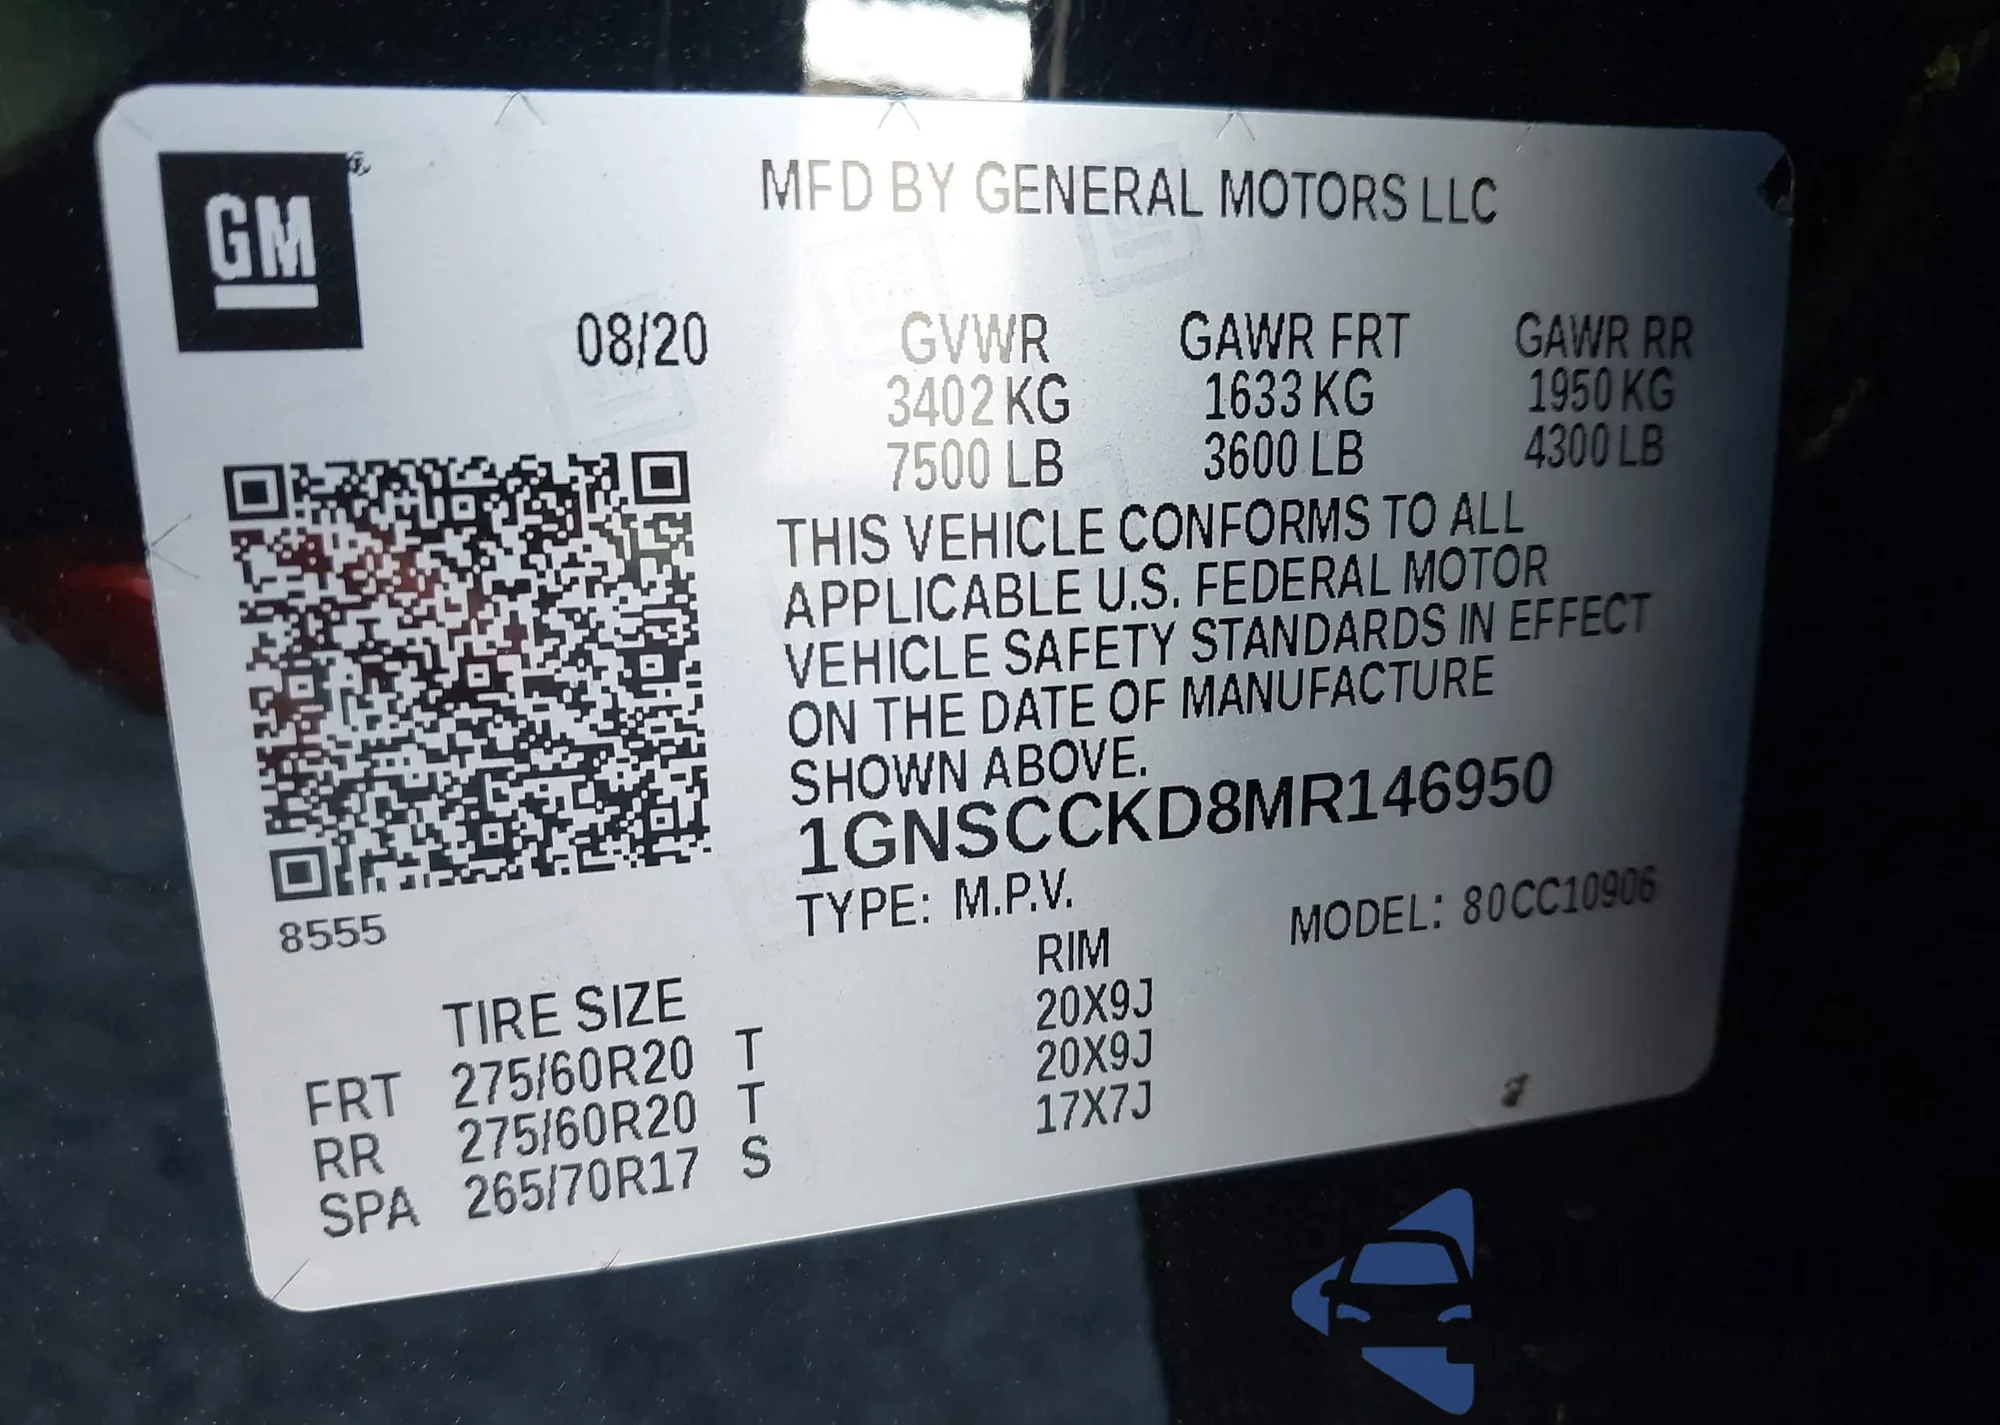 GM®
MFD BY GENERAL MOTORS LLC
08/20
GVWR GAWR FRT GAWR RR
3402 KG 1633 KG 1950 KG
7500 LB 3600 LB 4300 LB
THIS VEHICLE CONFORMS TO ALL
APPLICABLE U.S. FEDERAL MOTOR
VEHICLE SAFETY STANDARDS IN EFFECT
ON THE DATE OF MANUFACTURE
SHOWN ABOVE.
1GNSCCKD8MR146950
TYPE: M.P.V. MODEL: 80CC10906
8555
TIRE SIZE RIM
FRT 275/60R20 T 20X9J
RR 275/60R20 T 20X9J
SPA 265/70R17 S 17X7J